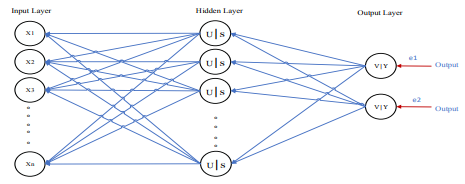 Input Layer
Hidden Layer
Output Layer
X1
X2
X3
Xn
U|S
U|S
U|S
U|S
V|Y
V|Y
e1
Output
e2
Output